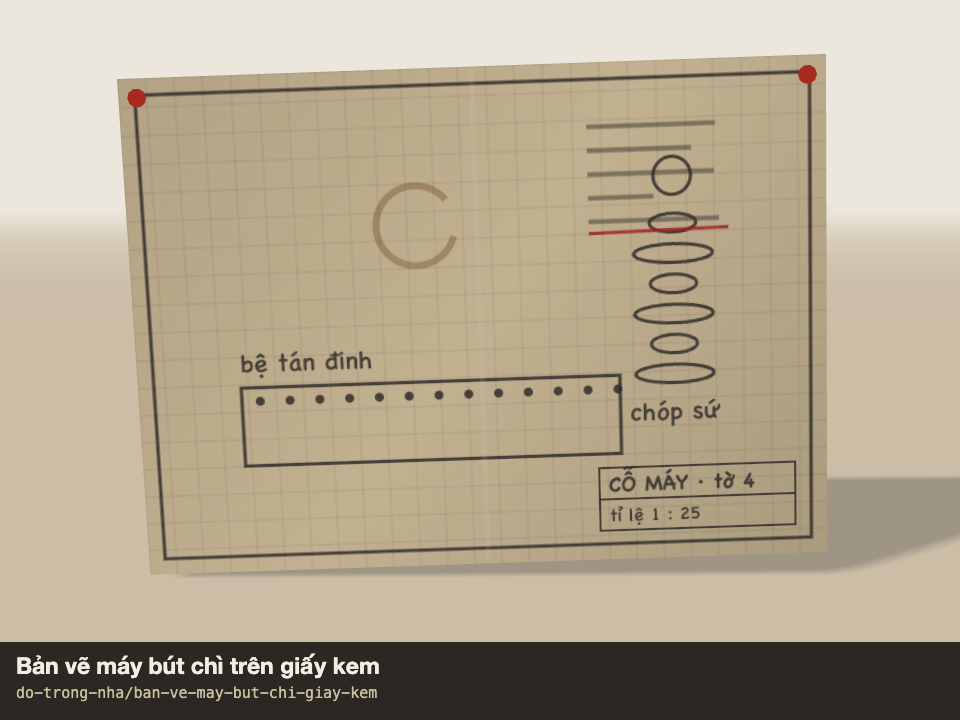 bệ tán đinh
chóp sứ
CỖ MÁY · tờ 4
tỉ lệ 1 : 25
Bản vẽ máy bút chì trên giấy kem
do-trong-nha/ban-ve-may-but-chi-giay-kem